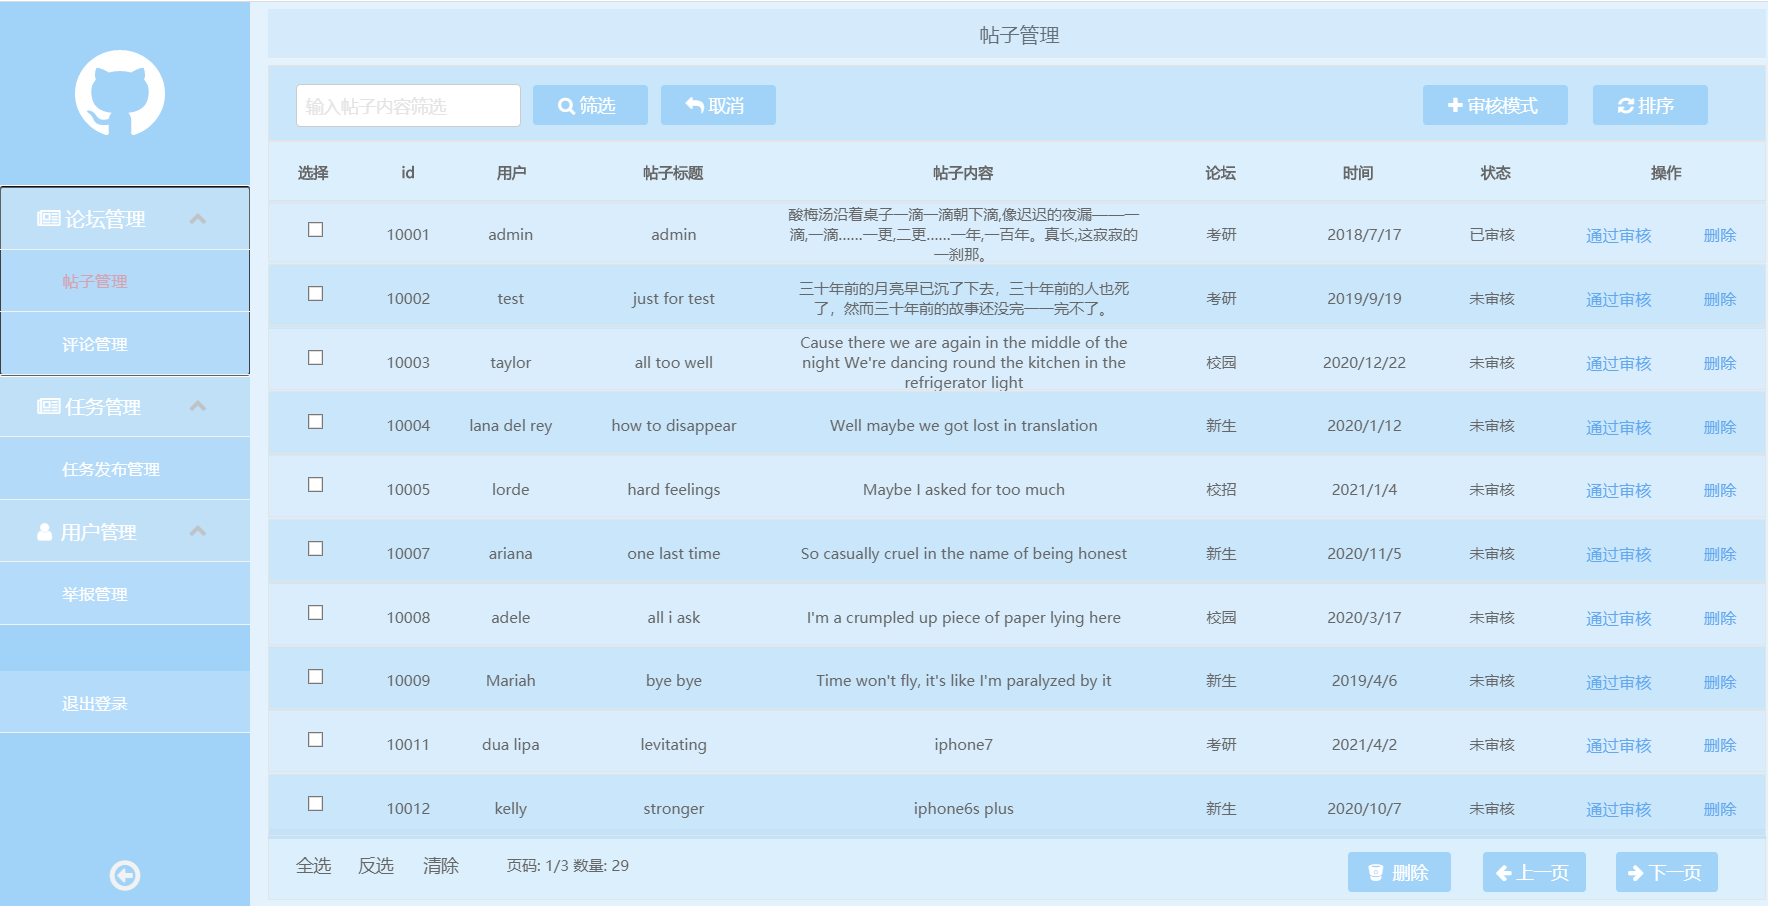 帖子管理
输入帖子内容筛选 筛选 取消 审核模式 排序
论坛管理
帖子管理
评论管理
任务管理
任务发布管理
用户管理
举报管理
退出登录
选择 id 用户 帖子标题 帖子内容 论坛 时间 状态 操作
10001 admin admin 酸梅汤沿着桌子一滴一滴朝下滴,像迟迟的夜漏——一
滴,一滴……一更,二更……一年,一百年。真长,这寂寂的
一刹那。 考研 2018/7/17 已审核 通过审核 删除
10002 test just for test 三十年前的月亮早已沉了下去，三十年前的人也死
了，然而三十年前的故事还没完——完不了。 考研 2019/9/19 未审核 通过审核 删除
10003 taylor all too well Cause there we are again in the middle of the
night We're dancing round the kitchen in the
refrigerator light 校园 2020/12/22 未审核 通过审核 删除
10004 lana del rey how to disappear Well maybe we got lost in translation 新生 2020/1/12 未审核 通过审核 删除
10005 lorde hard feelings Maybe I asked for too much 校招 2021/1/4 未审核 通过审核 删除
10007 ariana one last time So casually cruel in the name of being honest 新生 2020/11/5 未审核 通过审核 删除
10008 adele all i ask I'm a crumpled up piece of paper lying here 校园 2020/3/17 未审核 通过审核 删除
10009 Mariah bye bye Time won't fly, it's like I'm paralyzed by it 新生 2019/4/6 未审核 通过审核 删除
10011 dua lipa levitating iphone7 考研 2021/4/2 未审核 通过审核 删除
10012 kelly stronger iphone6s plus 新生 2020/10/7 未审核 通过审核 删除
全选 反选 清除 页码: 1/3 数量: 29 删除 上一页 下一页